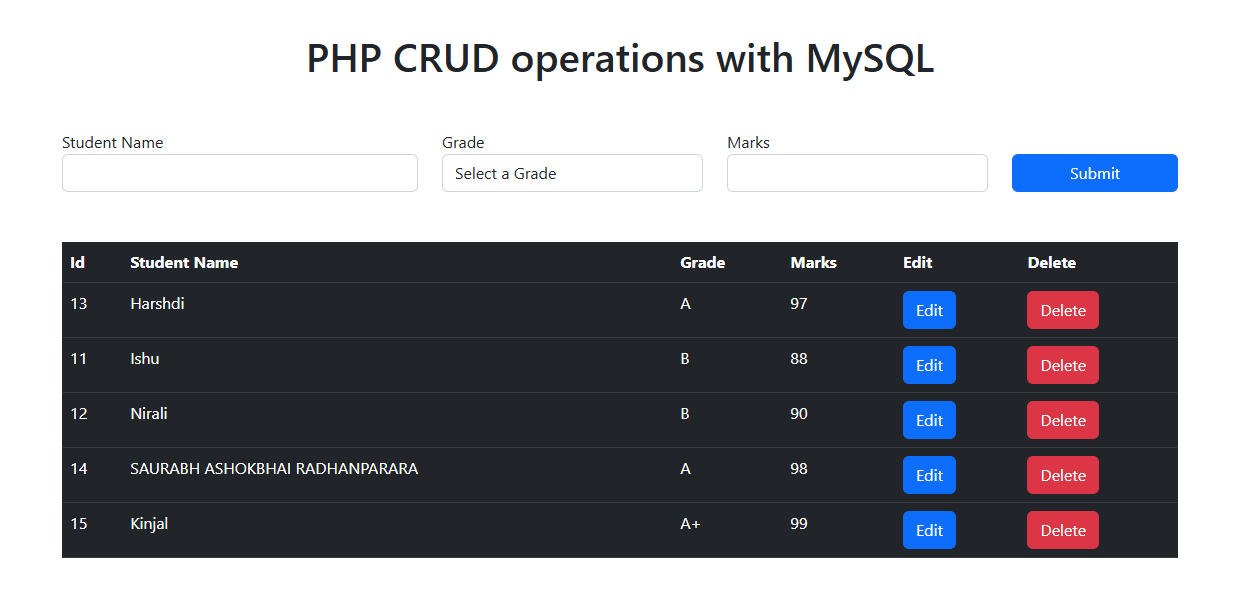 PHP CRUD operations with MySQL
Student Name Grade Marks
Select a Grade Submit
Id Student Name Grade Marks Edit Delete
13 Harshdi A 97 Edit Delete
11 Ishu B 88 Edit Delete
12 Nirali B 90 Edit Delete
14 SAURABH ASHOKBHAI RADHANPARARA A 98 Edit Delete
15 Kinjal A+ 99 Edit Delete